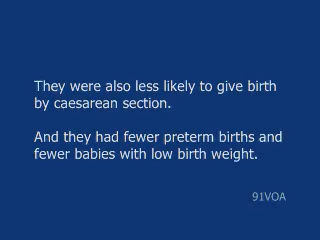 They were also less likely to give birth
by caesarean section.
And they had fewer preterm births and
fewer babies with low birth weight.
91VOA